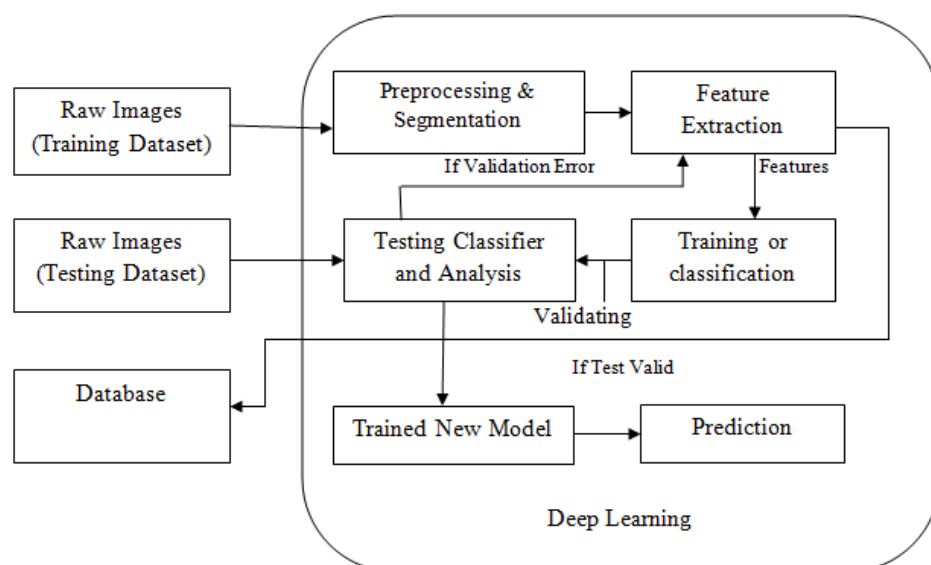 Raw Images
(Training Dataset)
Preprocessing &
Segmentation
Feature
Extraction
If Validation Error
Features
Raw Images
(Testing Dataset)
Testing Classifier
and Analysis
Training or
classification
Validating
If Test Valid
Database
Trained New Model
Prediction
Deep Learning